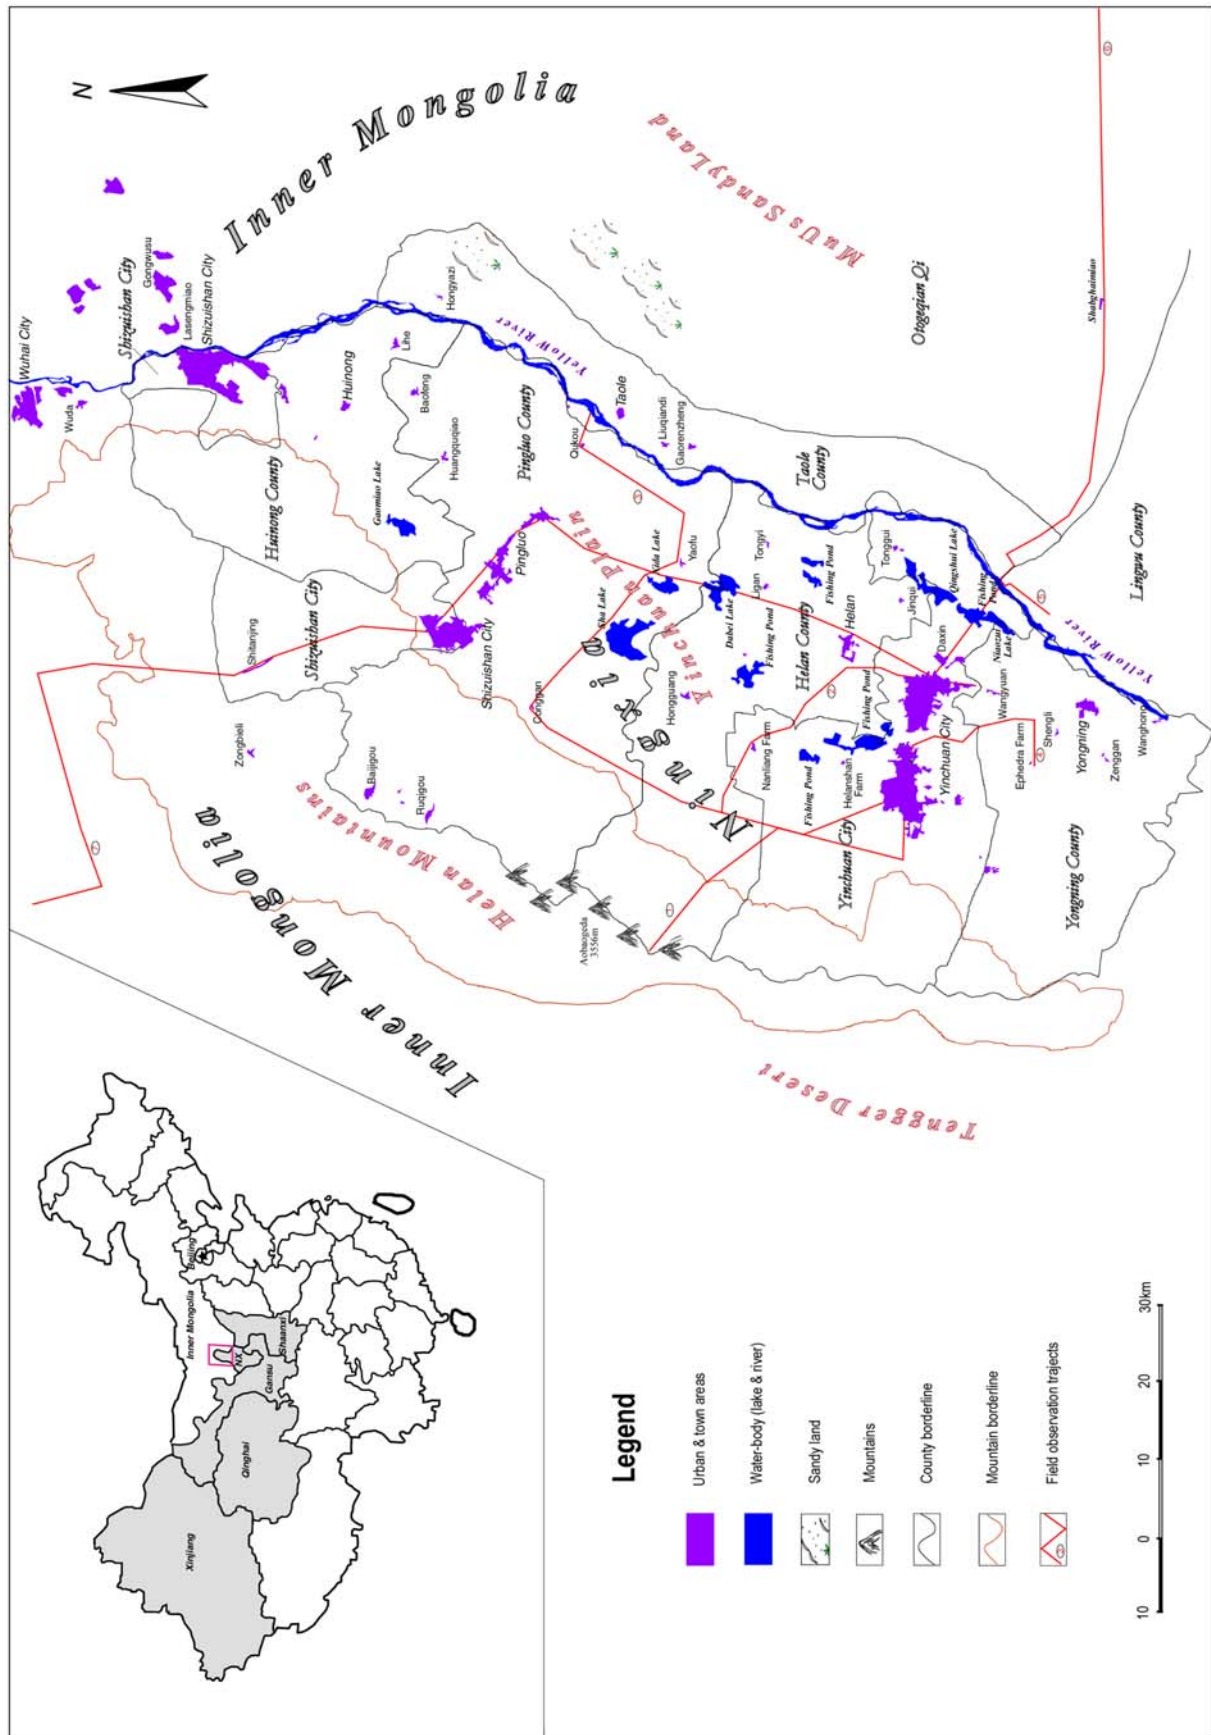 N
Inner Mongolia
Wuhai City
Wuda
Shizuishan City
Gongwusu
Lasengmiao
Shizuishan City
Huinong
Lihe
Hongyazi
Baofeng
Huangquqiao
Huinong County
Gaomiao Lake
Pingluo County
Yellow River
MuUs SandyLand
Qukou
Taole
Liuqiandi
Gaorenzheng
Otogeqian Qi
Shitanjing
Shizuishan City
Pingluo
Shizuishan City
Zongbieli
Baijigou
Ruqigou
Helan Mountains
Inner Mongolia
Sha Lake
Yinchuan Plain
Yaofu
Taole County
Tongyi
Ligan
Dabei Lake
Fishing Pond
Fishing Pond
Hongguang
Ningxia
Aobaogeda
3556m
Helan County
Helan
Tonggui
Jinqui
Qingshui Lake
Fishing Pond
Nanliang Farm
Fishing Pond
Fishing Pond
Helanshan Farm
Daxin
Lake
Shabghaimiao
Lingwu County
Yinchuan City
Yinchuan City
Wangyuan
Yellow River
Ephedra Farm
Shengli
Yongning
Zenggan
Wanghong
Yongning County
Tengger Desert
Xinjiang
Qinghai
Gansu
NX
Shaanxi
Inner Mongolia
Beijing
Legend
Urban & town areas
Water-body (lake & river)
Sandy land
Mountains
County borderline
Mountain borderline
Field observation trajects
10 0 10 20 30km